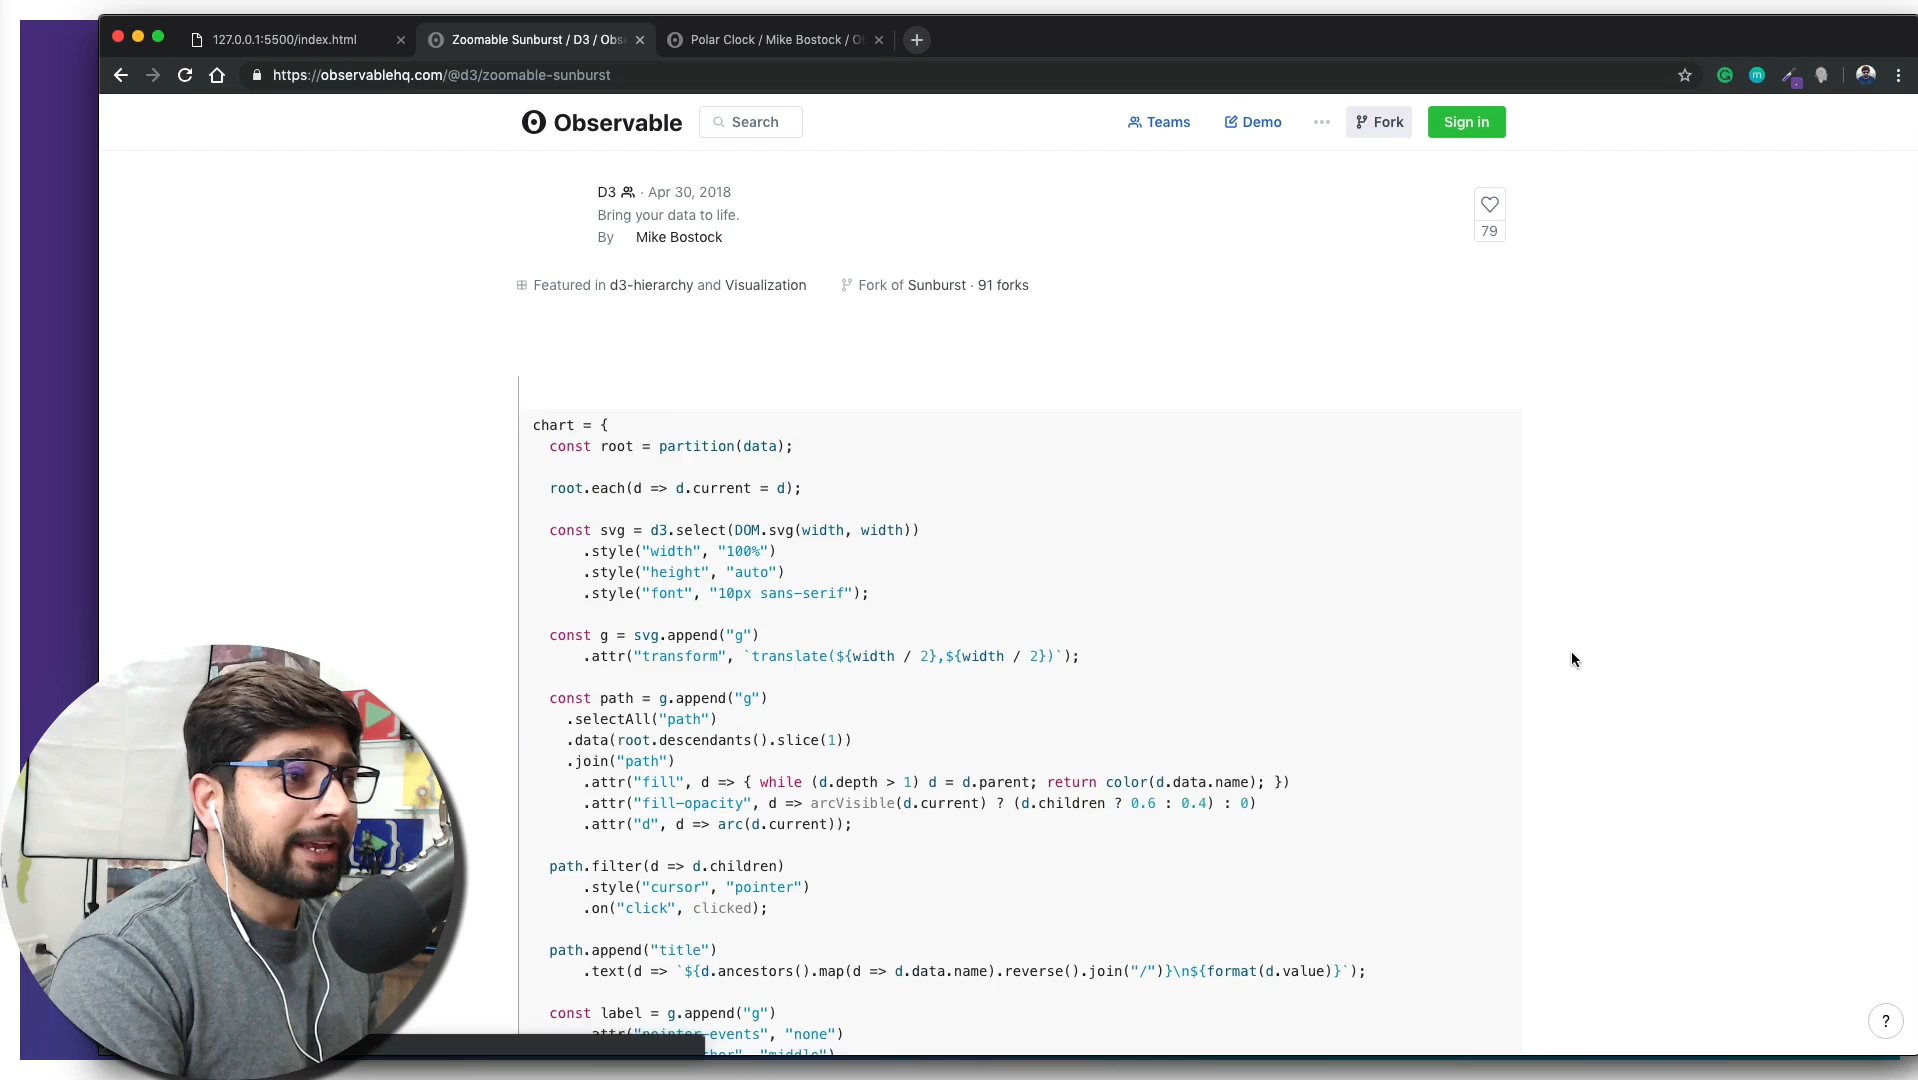 127.0.0.1:5500/index.html
Zoomable Sunburst / D3 / Obs
Polar Clock / Mike Bostock / O
https://observablehq.com/@d3/zoomable-sunburst
Observable
Search
Teams
Demo
Fork
Sign in
D3 · Apr 30, 2018
Bring your data to life.
By Mike Bostock
79
Featured in d3-hierarchy and Visualization
Fork of Sunburst · 91 forks
chart = {
const root = partition(data);
root.each(d => d.current = d);
const svg = d3.select(DOM.svg(width, width))
.style("width", "100%")
.style("height", "auto")
.style("font", "10px sans-serif");
const g = svg.append("g")
.attr("transform", `translate(${width / 2},${width / 2})`);
const path = g.append("g")
.selectAll("path")
.data(root.descendants().slice(1))
.join("path")
.attr("fill", d => { while (d.depth > 1) d = d.parent; return color(d.data.name); })
.attr("fill-opacity", d => arcVisible(d.current) ? (d.children ? 0.6 : 0.4) : 0)
.attr("d", d => arc(d.current));
path.filter(d => d.children)
.style("cursor", "pointer")
.on("click", clicked);
path.append("title")
.text(d => `${d.ancestors().map(d => d.data.name).reverse().join("/")}\n${format(d.value)}`);
const label = g.append("g")
.attr("pointer-events", "none")
"middle")
?